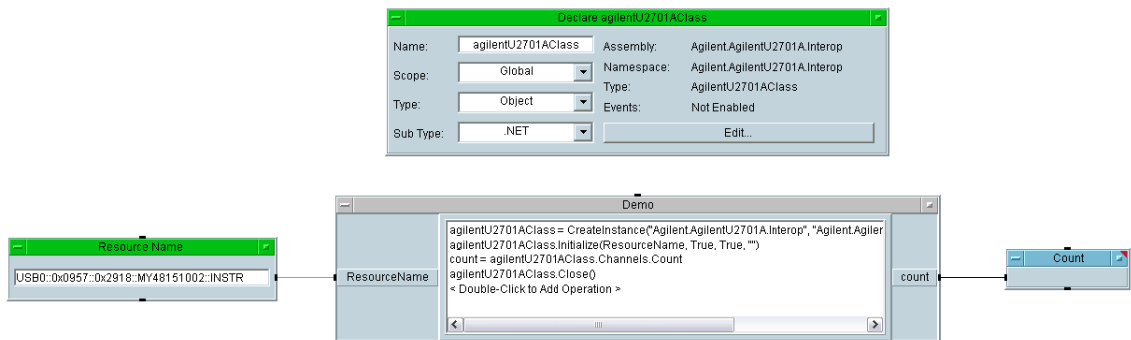 Declare agilentU2701AClass
Name: agilentU2701AClass Assembly: Agilent.AgilentU2701A.Interop
Scope: Global Namespace: Agilent.AgilentU2701A.Interop
Type: Object Type: AgilentU2701AClass
Events: Not Enabled
Sub Type: .NET Edit...
Demo
agilentU2701AClass = CreateInstance("Agilent.AgilentU2701A.Interop", "Agilent.Agiler
Resource Name agilentU2701AClass.Initialize(ResourceName, True, True, "")
count = agilentU2701AClass.Channels.Count
Count
USB0::0x0957::0x2918::MY48151002::INSTR ResourceName agilentU2701AClass.Close() count
< Double-Click to Add Operation >